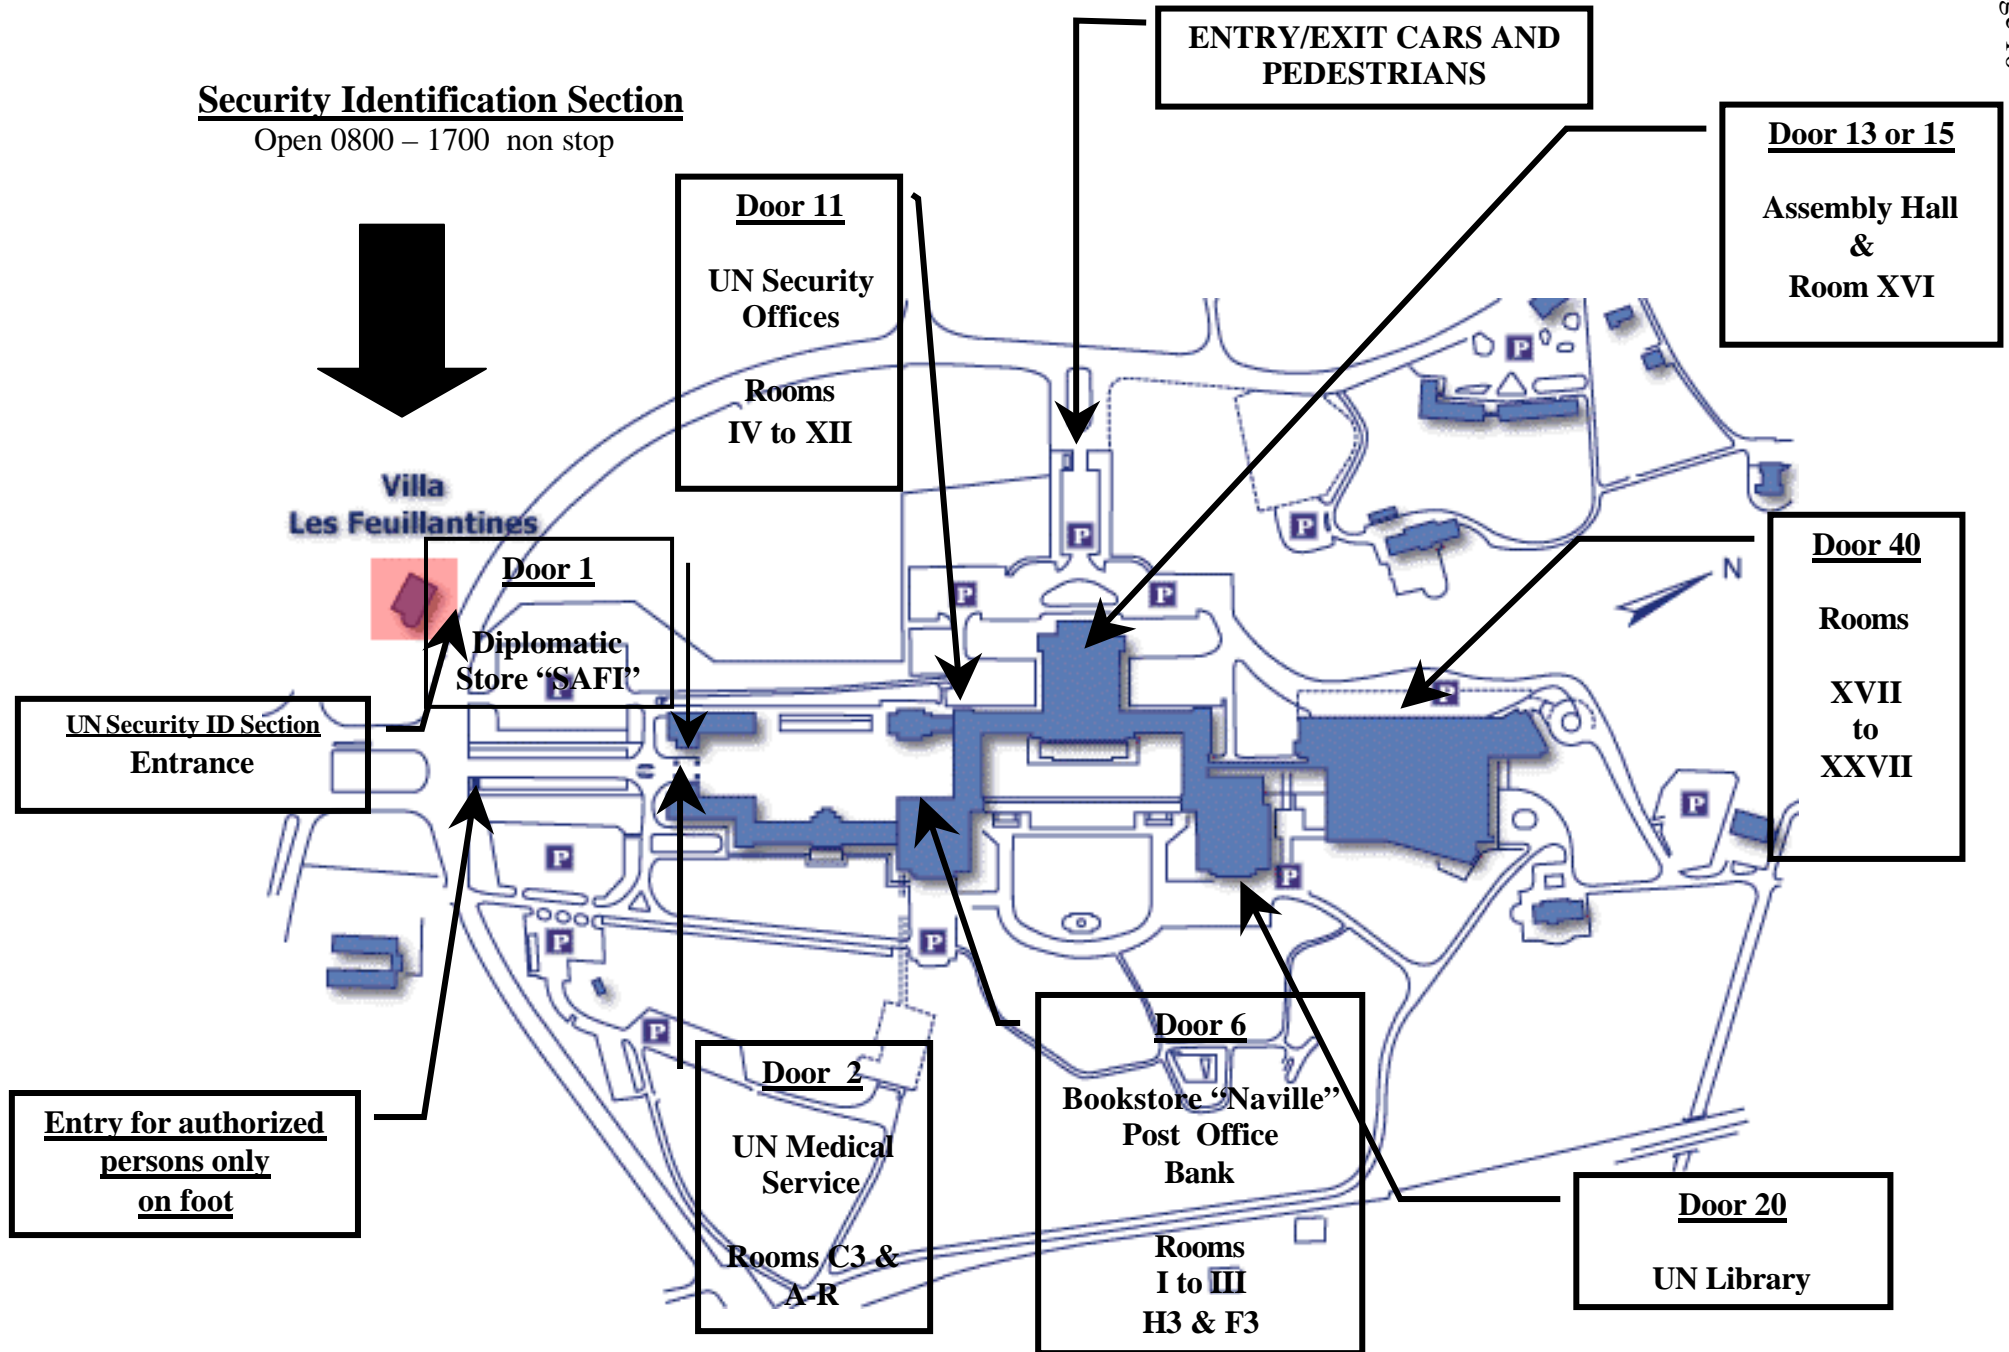 ENTRY/EXIT CARS AND
PEDESTRIANS
Security Identification Section
Open 0800 – 1700 non stop
Door 13 or 15
Assembly Hall
&
Room XVI
Door 11
UN Security
Offices
Rooms
IV to XII
P
Villa
Les Feuillantines
P
P
Door 1
Diplomatic
Store “SAFI”
P
P
P
N
Door 40
Rooms
XVII
to
XXVII
P
P
UN Security ID Section
Entrance
P
P
P
P
P
P
Entry for authorized
persons only
on foot
Door 2
UN Medical
Service
Rooms C3 &
A-R
Door 6
Bookstore “Naville”
Post Office
Bank
Rooms
I to III
H3 & F3
Door 20
UN Library